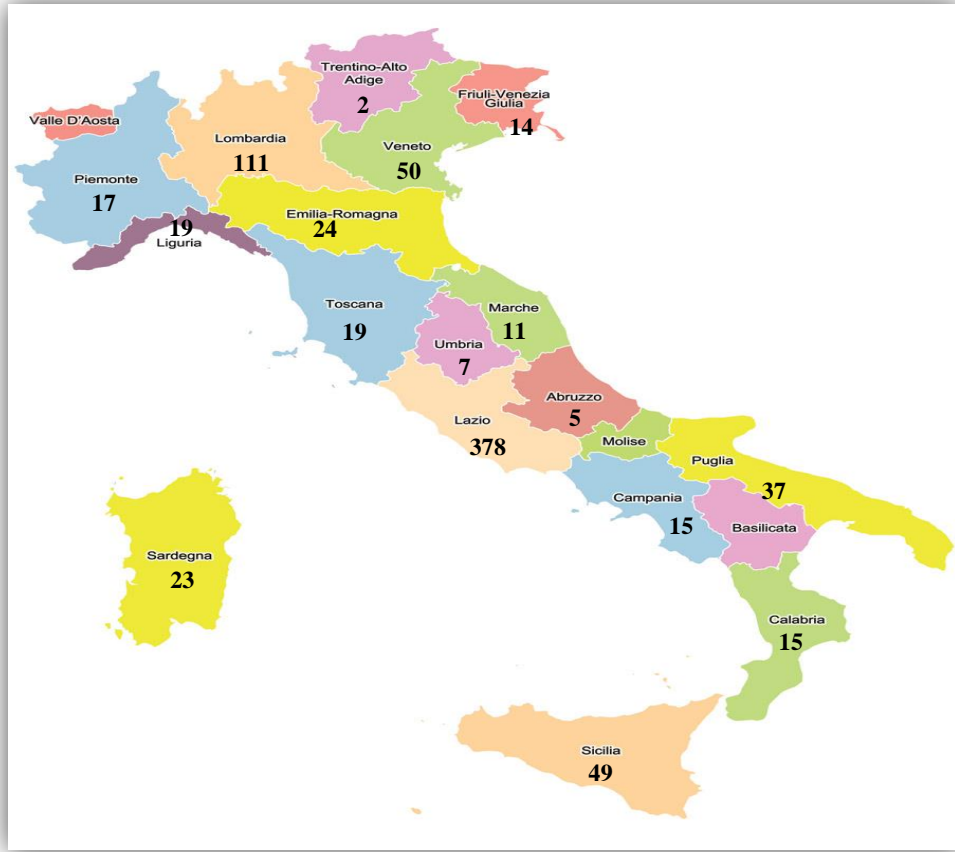 Trentino-Alto
Adige
2
Friuli-Venezia
Giulia
14
Valle D'Aosta
Lombardia
111
Veneto
50
Piemonte
17
Emilia-Romagna
24
19
Liguria
Toscana
19
Marche
11
Umbria
7
Abruzzo
5
Lazio
378
Molise
Puglia
37
Campania
15
Basilicata
Sardegna
23
Calabria
15
Sicilia
49